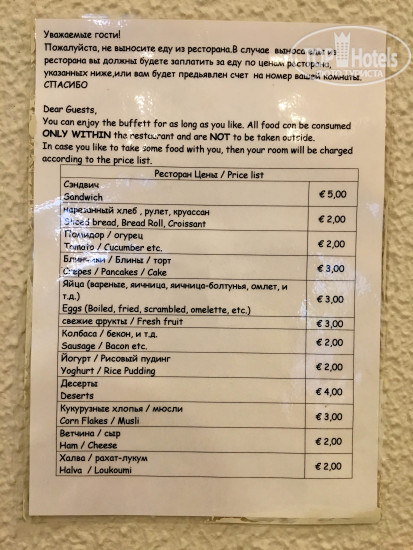 Уважаемые гости!
Пожалуйста, не выносите еду из ресторана.В случае выноса еды из
ресторана вы должны будете заплатить за еду по ценам ресторана,
указанных ниже,или вам будет предьявлен счет на номер вашей комнаты.
СПАСИБО
Dear Guests,
You can enjoy the buffett for as long as you like. All food can be consumed
ONLY WITHIN the restaurant and are NOT to be taken outside.
In case you like to take some food with you, then your room will be charged
according to the price list.
Ресторан Цены / Price list
Сэндвич
Sandwich € 5,00
нарезанный хлеб , рулет, круассан
Sliced bread, Bread Roll, Croissant € 2,00
Помидор / огурец
Tomato / Cucumber etc. € 2,00
Блинчики / Блины / торт
Crepes / Pancakes / Cake € 3,00
Яйца (вареные, яичница, яичница-болтунья, омлет, и
т.д.)
Eggs (Boiled, fried, scrambled, omelette, etc.) € 3,00
свежие фрукты / Fresh fruit € 3,00
Колбаса / бекон, и т.д.
Sausage / Bacon etc. € 2,00
Йогурт / Рисовый пудинг
Yoghurt / Rice Pudding € 2,00
Десерты
Deserts € 4,00
Кукурузные хлопья / мюсли
Corn Flakes / Musli € 3,00
Ветчина / сыр
Ham / Cheese € 2,00
Халва / рахат-лукум
Halva / Loukoumi € 2,00